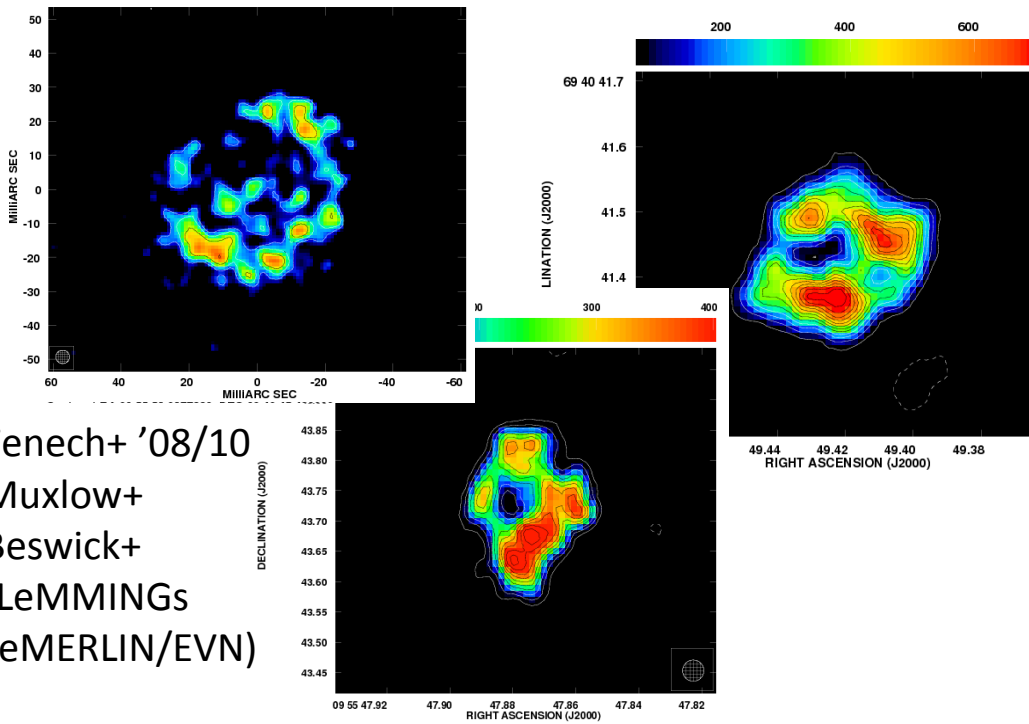 50
40
30
20
10
0
-10
-20
-30
-40
-50
MilliARC SEC
60 40 20 0 -20 -40 -60
MilliARC SEC
200 400 600
69 40 41.7
41.6
41.5
41.4
LINATION (J2000)
49.44 49.42 49.40 49.38
RIGHT ASCENSION (J2000)
00 300 400
43.85
43.80
43.75
43.70
43.65
43.60
43.55
43.50
43.45
DECLINATION (J2000)
09 55 47.92 47.90 47.88 47.86 47.84 47.82
RIGHT ASCENSION (J2000)
enech+ ’08/10
Muxlow+
Beswick+
LeMMINGs
eMERLIN/EVN)